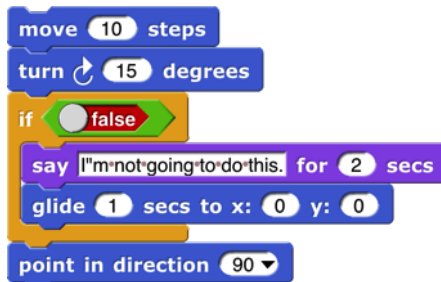 move 10 steps
turn 15 degrees
if false
say I"m not going to do this. for 2 secs
glide 1 secs to x: 0 y: 0
point in direction 90